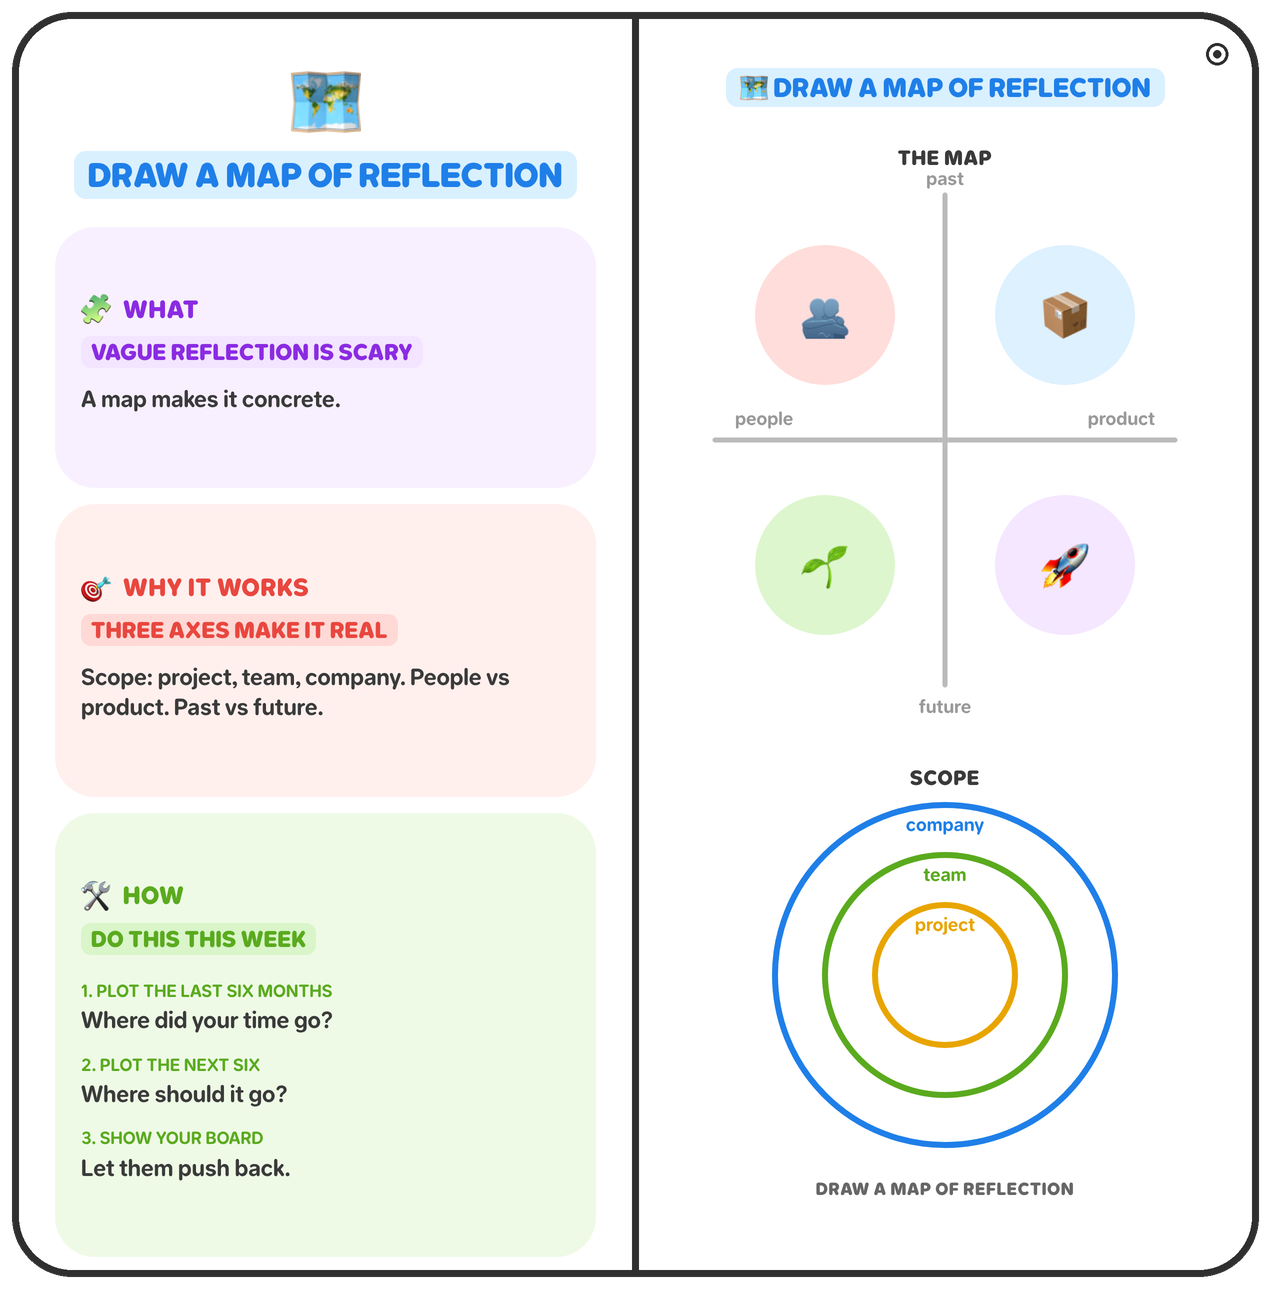 DRAW A MAP OF REFLECTION
WHAT
VAGUE REFLECTION IS SCARY
A map makes it concrete.
WHY IT WORKS
THREE AXES MAKE IT REAL
Scope: project, team, company. People vs
product. Past vs future.
HOW
DO THIS THIS WEEK
1. PLOT THE LAST SIX MONTHS
Where did your time go?
2. PLOT THE NEXT SIX
Where should it go?
3. SHOW YOUR BOARD
Let them push back.
DRAW A MAP OF REFLECTION
THE MAP
past
people
product
future
SCOPE
company
team
project
DRAW A MAP OF REFLECTION